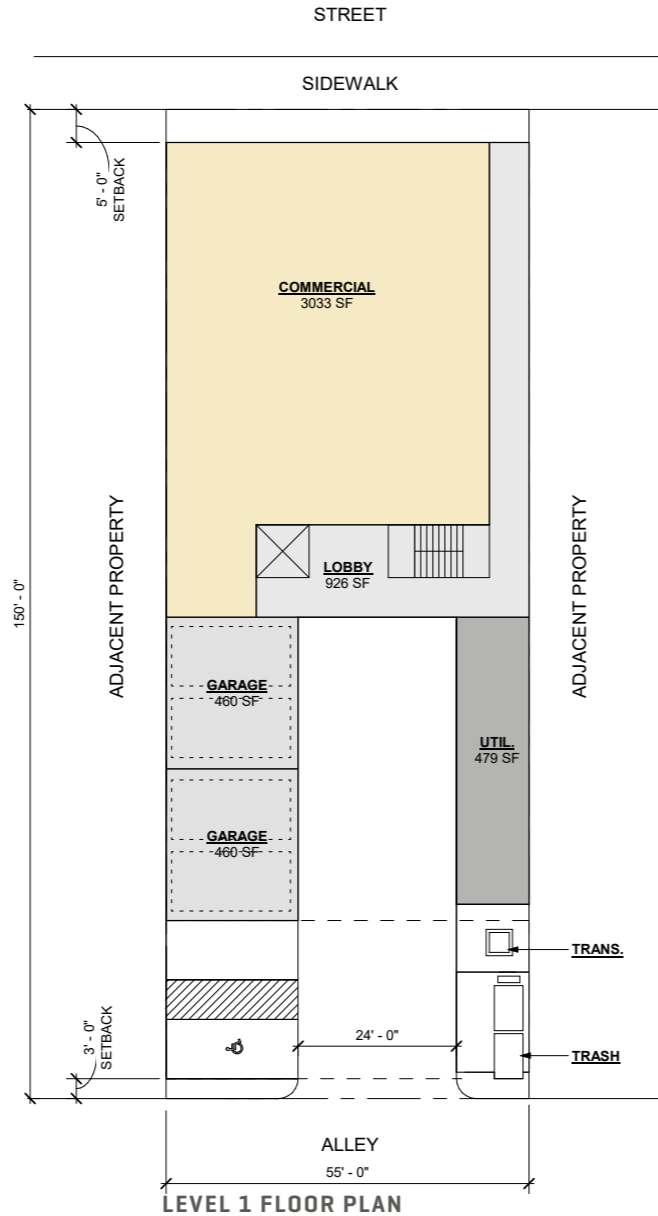 STREET
SIDEWALK
5' - 0"
SETBACK
COMMERCIAL
3033 SF
ADJACENT PROPERTY
ADJACENT PROPERTY
150' - 0"
LOBBY
926 SF
GARAGE
460 SF
UTIL.
479 SF
GARAGE
460 SF
TRANS.
3' - 0"
SETBACK
24' - 0"
TRASH
ALLEY
55' - 0"
LEVEL 1 FLOOR PLAN